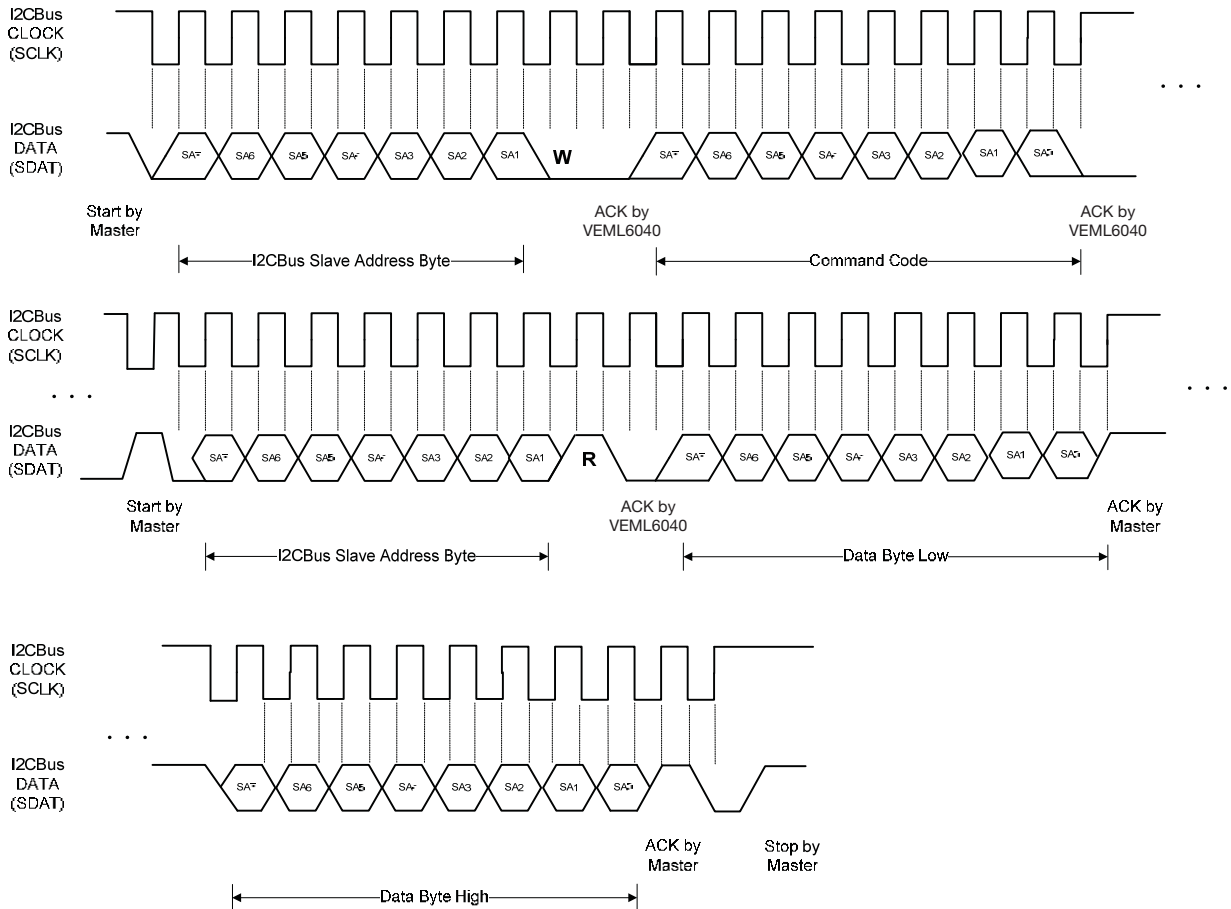 I2CBus
CLOCK
(SCLK)
. . .
I2CBus
DATA
(SDAT)
SA6 SA5 SA3 SA2 SA1 W SA6 SA5 SA3 SA2 SA1
Start by
Master
ACK by
VEML6040
ACK by
VEML6040
I2CBus Slave Address Byte
Command Code
I2CBus
CLOCK
(SCLK)
. . .
. . .
I2CBus
DATA
(SDAT)
SA6 SA5 SA3 SA2 SA1 R SA6 SA5 SA3 SA2 SA1
Start by
Master
ACK by
VEML6040
ACK by
Master
I2CBus Slave Address Byte
Data Byte Low
I2CBus
CLOCK
(SCLK)
. . .
I2CBus
DATA
(SDAT)
SA6 SA5 SA3 SA2 SA1
ACK by
Master
Stop by
Master
Data Byte High